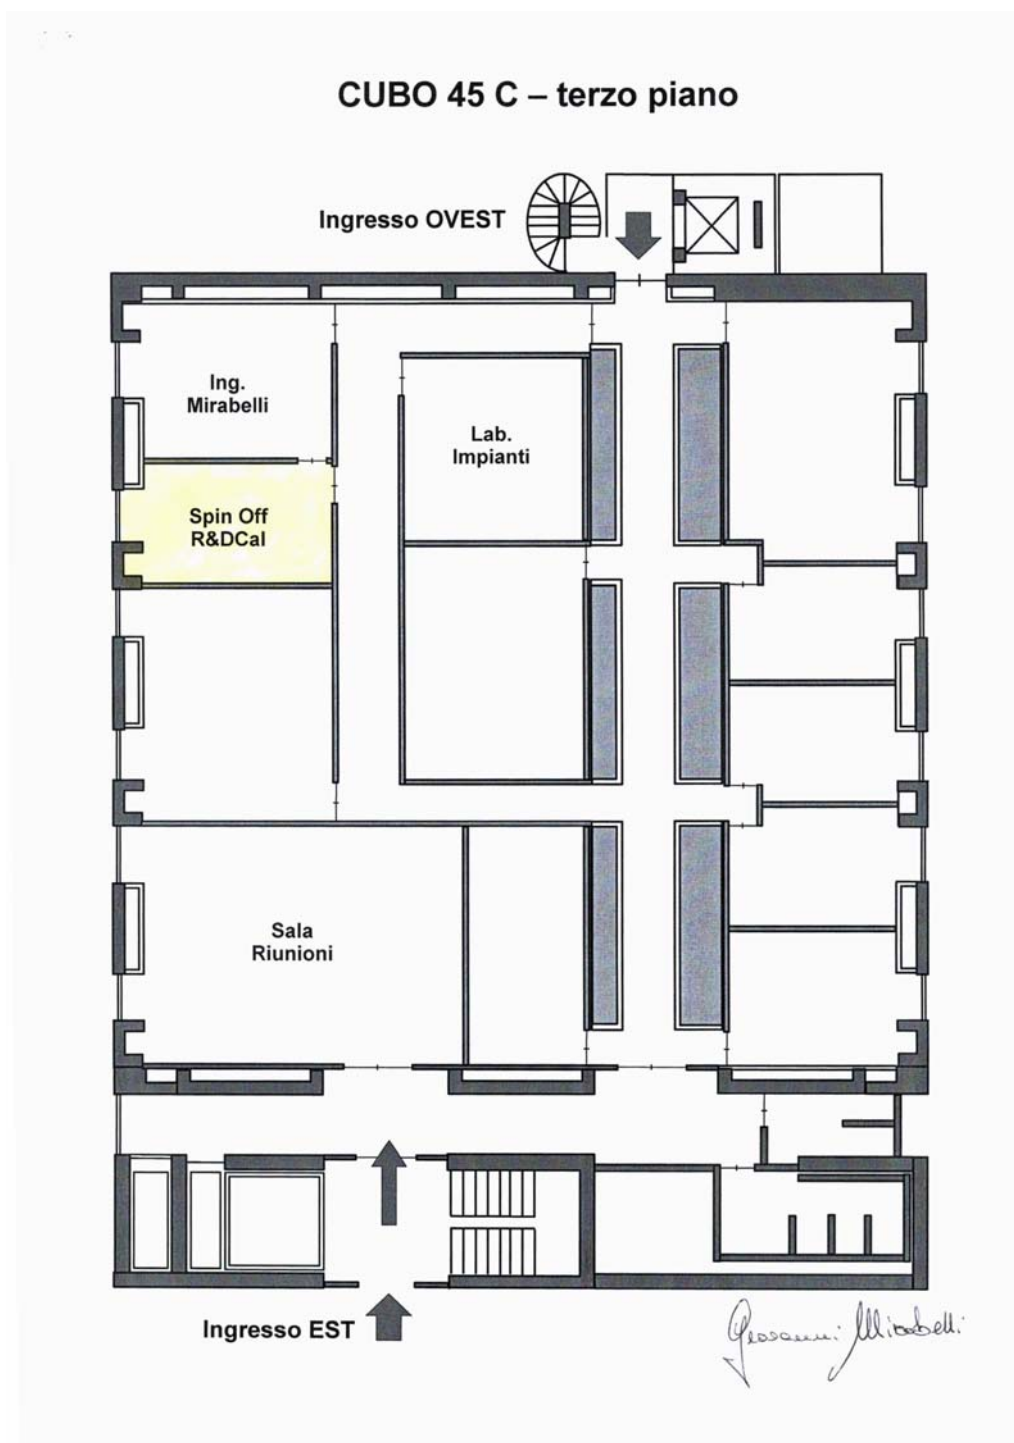 CUBO 45 C – terzo piano
Ingresso OVEST
Ing.
Mirabelli
Lab.
Impianti
Spin Off
R&DCal
Sala
Riunioni
Ingresso EST
Giovanni Mirabelli